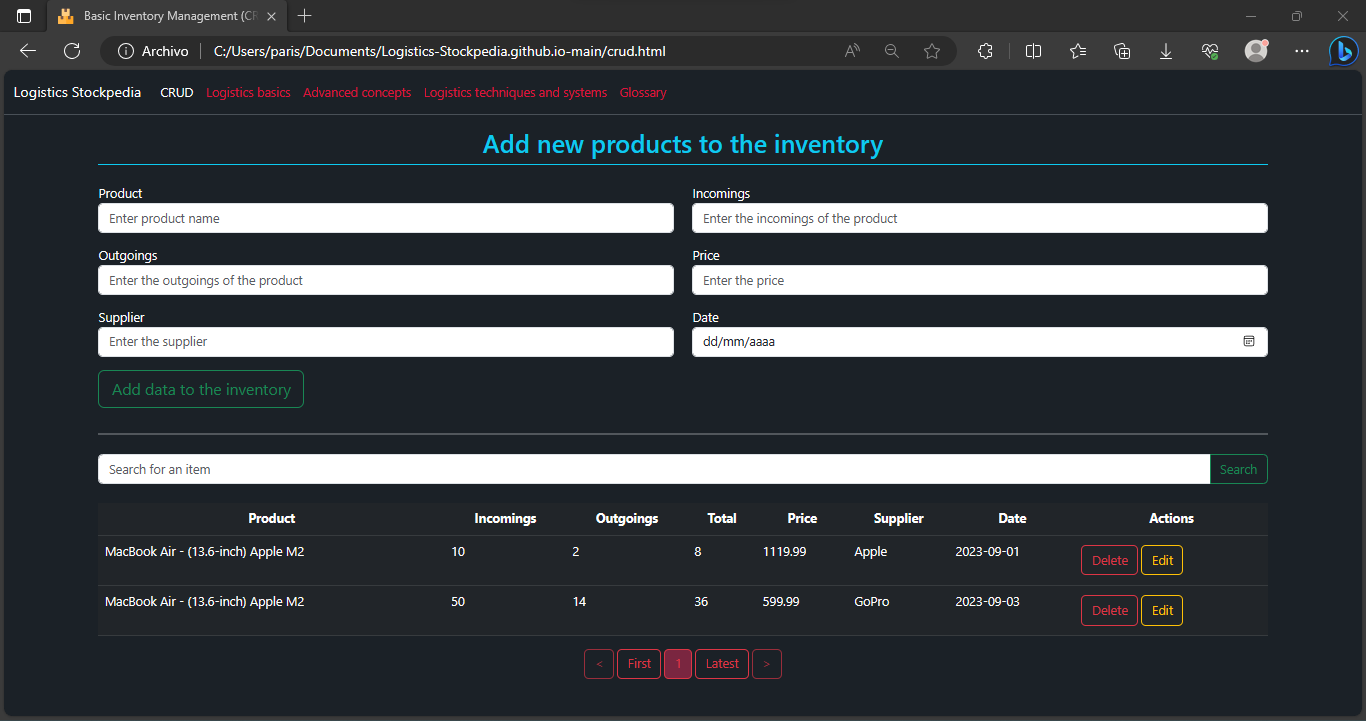 Basic Inventory Management (CR
Archivo C:/Users/paris/Documents/Logistics-Stockpedia.github.io-main/crud.html
Logistics Stockpedia CRUD Logistics basics Advanced concepts Logistics techniques and systems Glossary
Add new products to the inventory
Product Incomings
Enter product name Enter the incomings of the product
Outgoings Price
Enter the outgoings of the product Enter the price
Supplier Date
Enter the supplier dd/mm/aaaa
Add data to the inventory
Search for an item Search
Product Incomings Outgoings Total Price Supplier Date Actions
MacBook Air - (13.6-inch) Apple M2 10 2 8 1119.99 Apple 2023-09-01 Delete Edit
MacBook Air - (13.6-inch) Apple M2 50 14 36 599.99 GoPro 2023-09-03 Delete Edit
< First 1 Latest >